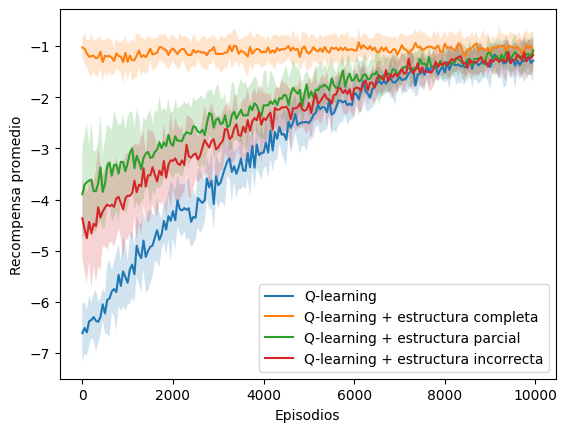 −1
−2
−3
−4
−5
−6
−7
Recompensa promedio
Q-learning
Q-learning + estructura completa
Q-learning + estructura parcial
Q-learning + estructura incorrecta
0 2000 4000 6000 8000 10000
Episodios